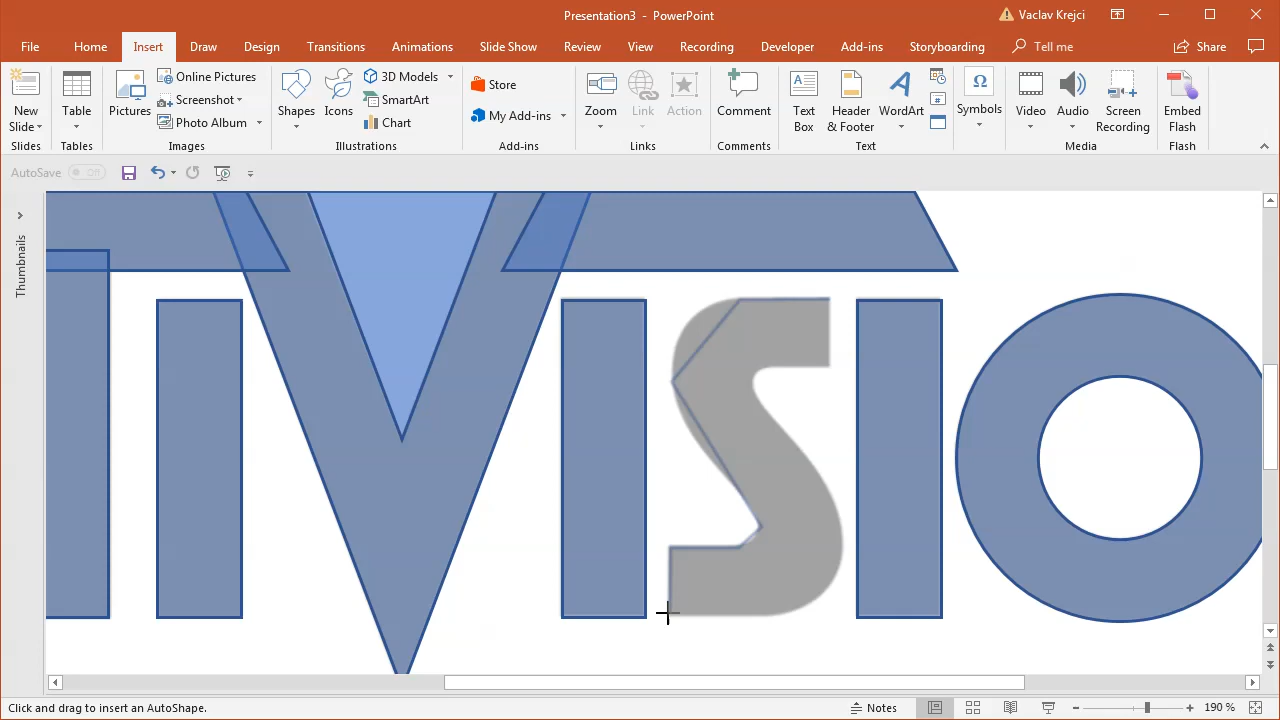 Presentation3 - PowerPoint
Vaclav Krejci
File Home Insert Draw Design Transitions Animations Slide Show Review View Recording Developer Add-ins Storyboarding Tell me Share
New Slide
Slides
Table
Tables
Pictures
Online Pictures
Screenshot
Photo Album
Images
Shapes
Icons
3D Models
SmartArt
Chart
Illustrations
Store
My Add-ins
Add-ins
Zoom
Link
Action
Links
Comment
Comments
Text Box
Header & Footer
WordArt
Text
Symbols
Video
Audio
Screen Recording
Media
Embed Flash
Flash
AutoSave Off
Thumbnails
IVISIO
Click and drag to insert an AutoShape.
Notes
190 %